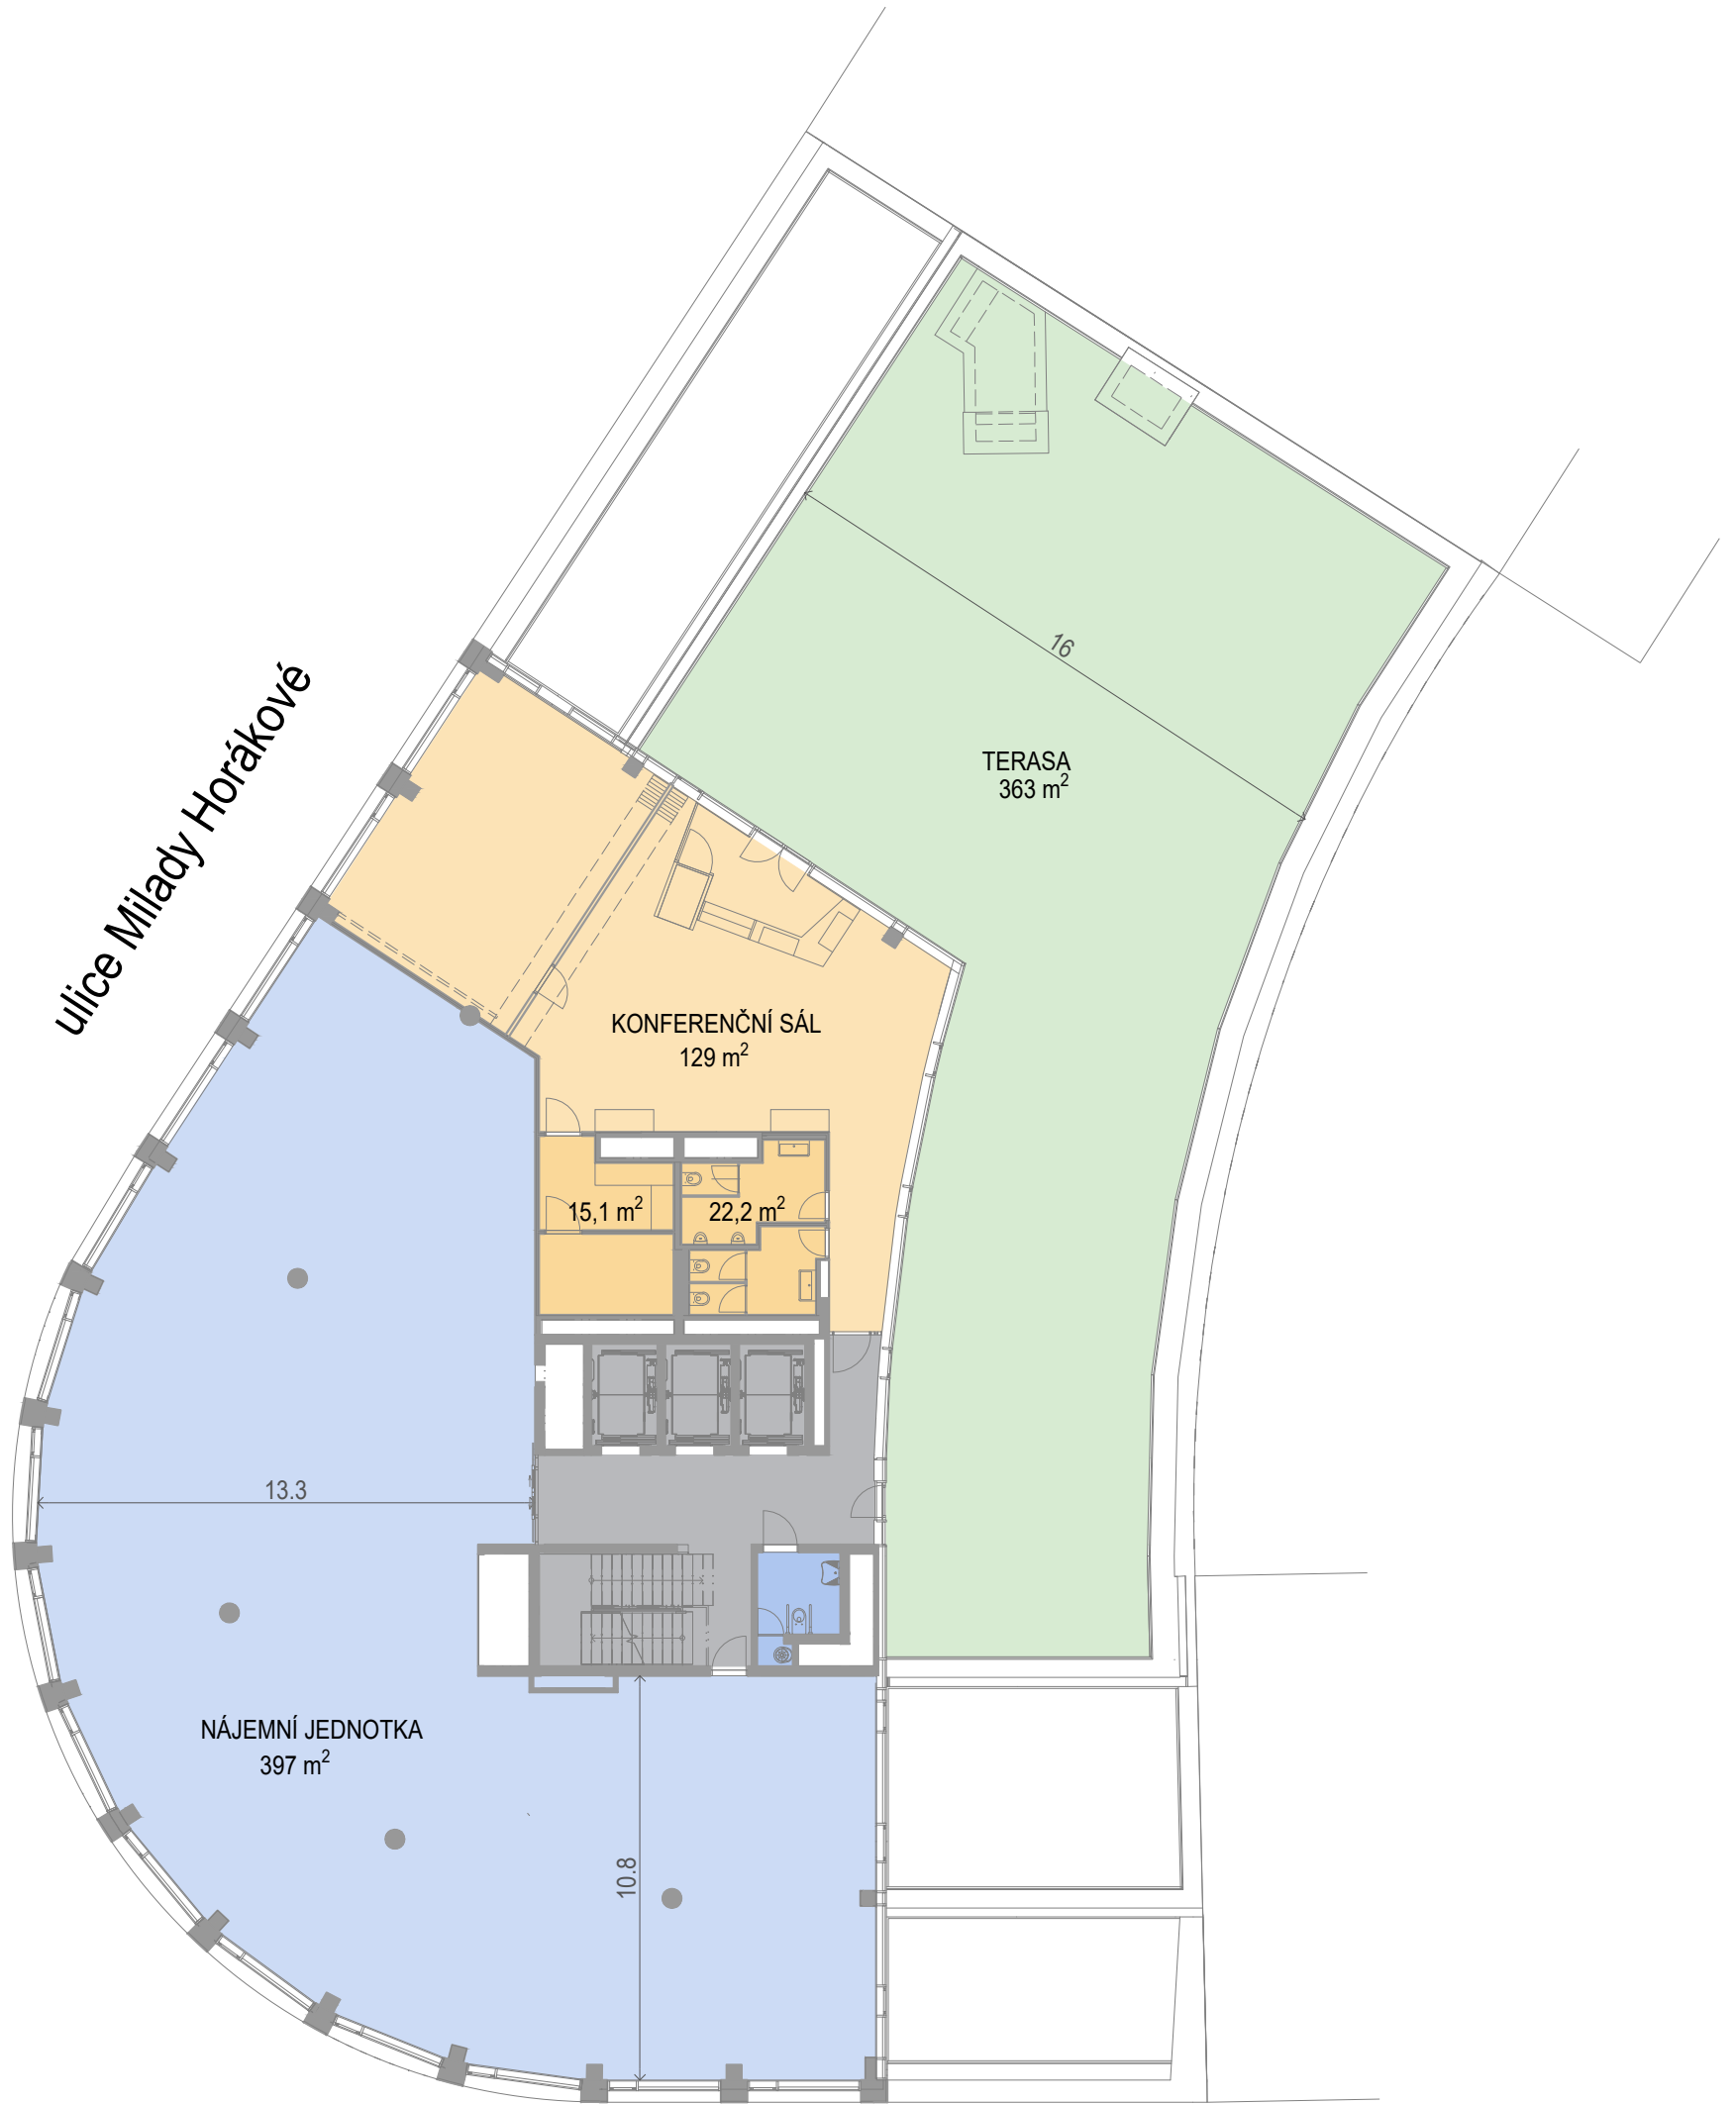 16
TERASA
363 m²
ulice Milady Horákové
KONFERENČNÍ SÁL
129 m²
15,1 m²
22,2 m²
13.3
NÁJEMNÍ JEDNOTKA
397 m²
10.8